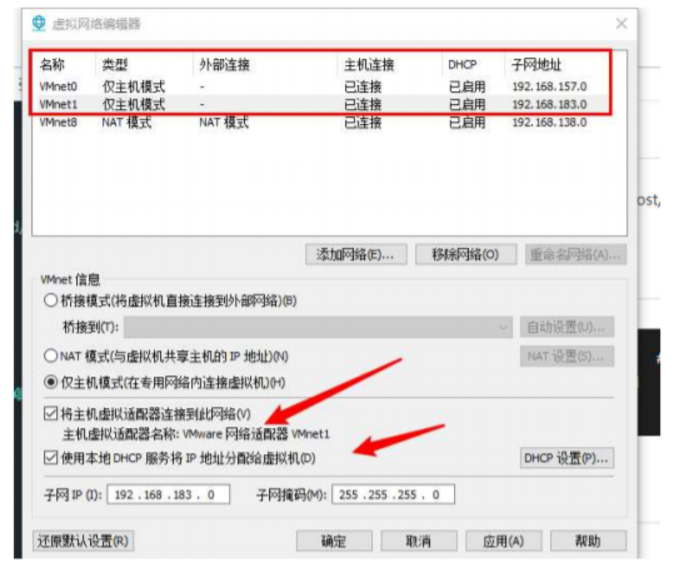 虚拟网络编辑器
名称 类型 外部连接 主机连接 DHCP 子网地址
VMnet0 仅主机模式 - 已连接 已启用 192.168.157.0
VMnet1 仅主机模式 - 已连接 已启用 192.168.183.0
VMnet8 NAT 模式 NAT 模式 已连接 已启用 192.168.138.0
ost,
添加网络(E)... 移除网络(O) 重命名网络(A)...
VMnet 信息
桥接模式(将虚拟机直接连接到外部网络)(B)
桥接到(T): 自动设置(U)...
NAT 模式(与虚拟机共享主机的 IP 地址)(N) NAT 设置(S)...
仅主机模式(在专用网络内连接虚拟机)(H)
将主机虚拟适配器连接到此网络(V)
主机虚拟适配器名称: VMware 网络适配器 VMnet1
使用本地 DHCP 服务将 IP 地址分配给虚拟机(D) DHCP 设置(P)...
子网 IP (I): 192 . 168 . 183 . 0 子网掩码(M): 255 . 255 . 255 . 0
还原默认设置(R) 确定 取消 应用(A) 帮助